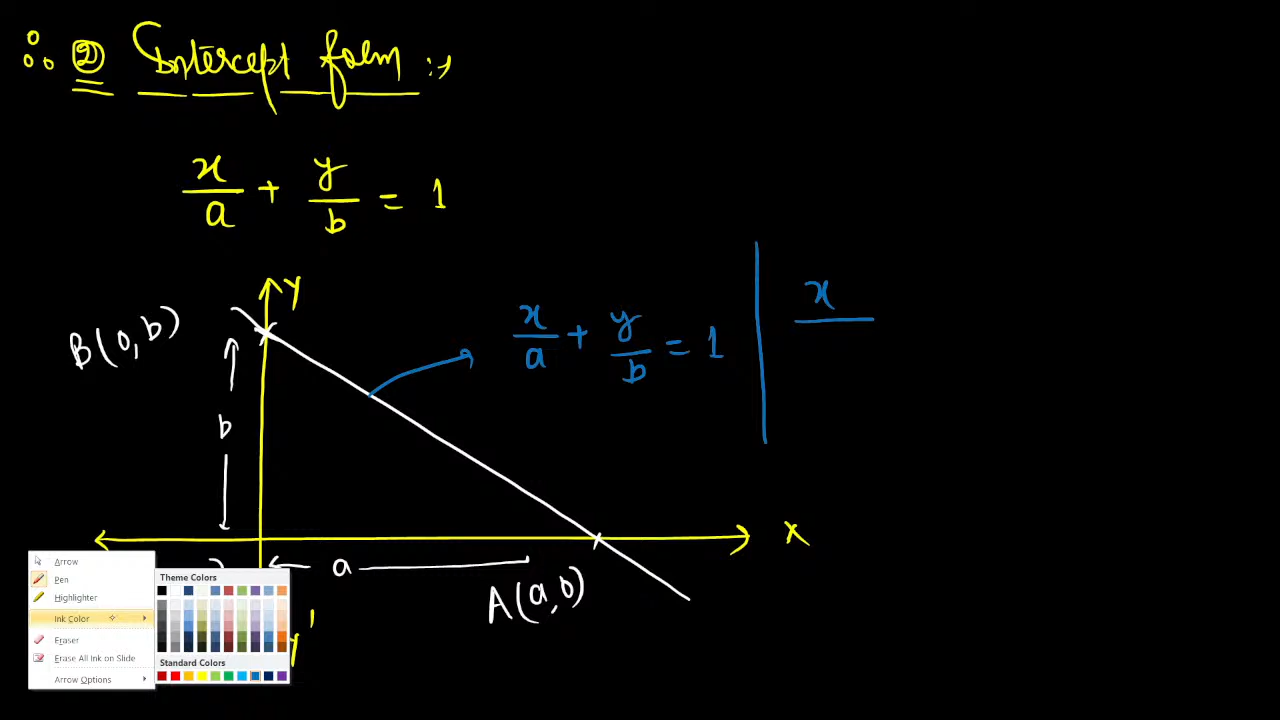 ∴ ② Intercept form :→
x/a + y/b = 1
y
B(0, b)
x/a + y/b = 1
x
b
x
a
A(a, 0)
y'
Arrow
Pen
Highlighter
Ink Color
Eraser
Erase All Ink on Slide
Arrow Options
Theme Colors
Standard Colors